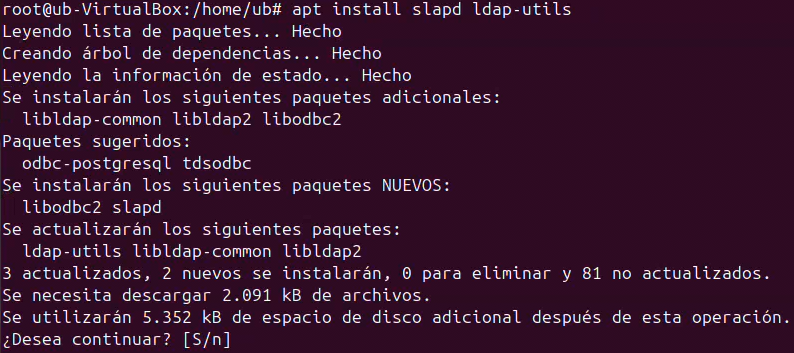 root@ub-VirtualBox:/home/ub# apt install slapd ldap-utils
Leyendo lista de paquetes... Hecho
Creando árbol de dependencias... Hecho
Leyendo la información de estado... Hecho
Se instalarán los siguientes paquetes adicionales:
  libldap-common libldap2 libodbc2
Paquetes sugeridos:
  odbc-postgresql tdsodbc
Se instalarán los siguientes paquetes NUEVOS:
  libodbc2 slapd
Se actualizarán los siguientes paquetes:
  ldap-utils libldap-common libldap2
3 actualizados, 2 nuevos se instalarán, 0 para eliminar y 81 no actualizados.
Se necesita descargar 2.091 kB de archivos.
Se utilizarán 5.352 kB de espacio de disco adicional después de esta operación.
¿Desea continuar? [S/n]